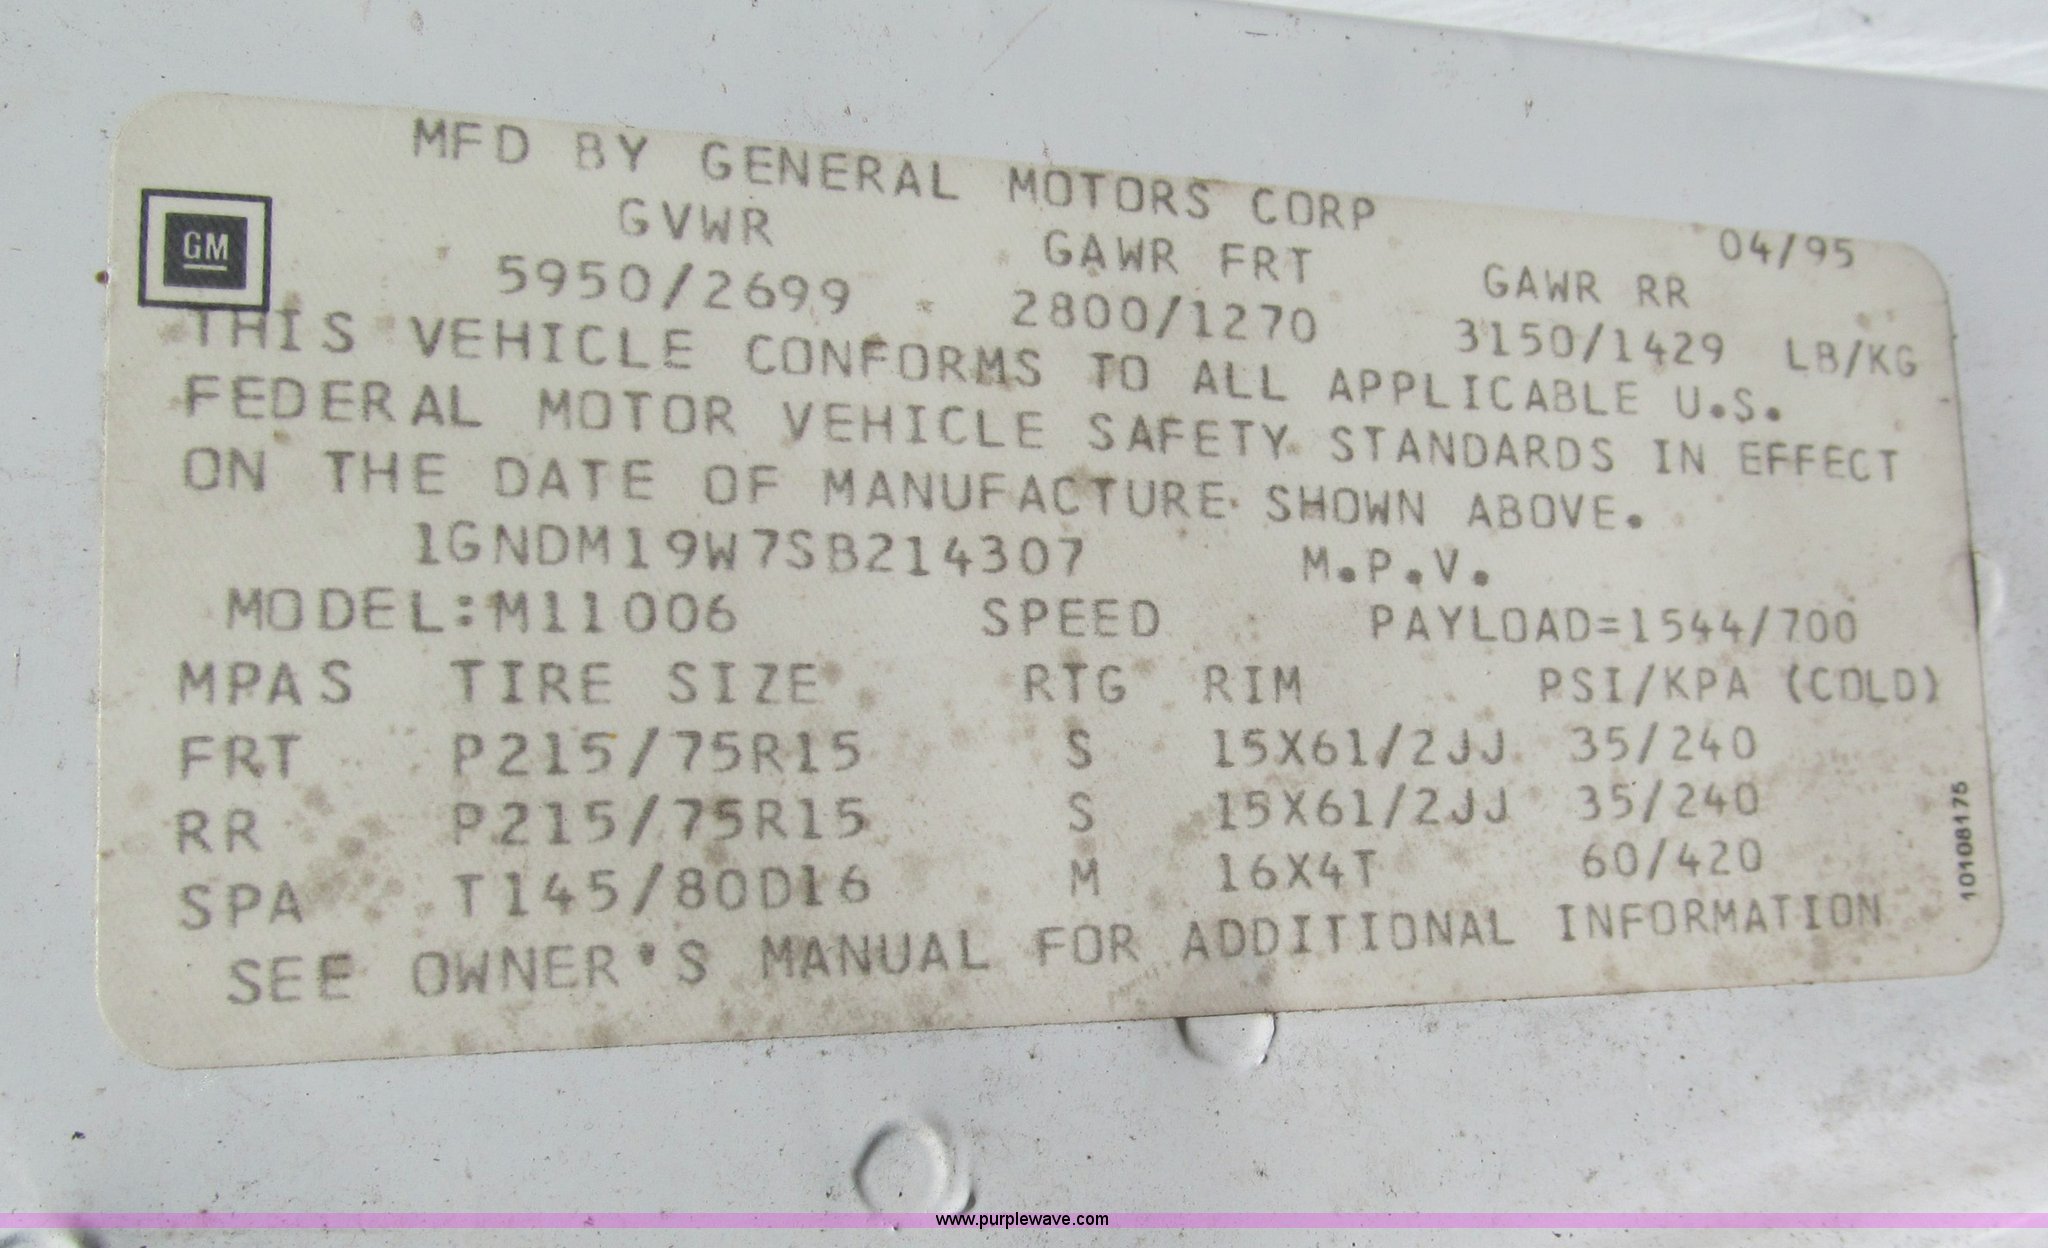 MFD BY GENERAL MOTORS CORP 04/95
GM
GVWR GAWR FRT GAWR RR
5950/2699 2800/1270 3150/1429 LB/KG
THIS VEHICLE CONFORMS TO ALL APPLICABLE U.S.
FEDERAL MOTOR VEHICLE SAFETY STANDARDS IN EFFECT
ON THE DATE OF MANUFACTURE SHOWN ABOVE.
1GNDM19W7SB214307 M.P.V.
MODEL:M11006 SPEED PAYLOAD=1544/700
MPAS TIRE SIZE RTG RIM PSI/KPA (COLD)
FRT P215/75R15 S 15X61/2JJ 35/240
RR P215/75R15 S 15X61/2JJ 35/240
SPA T145/80D16 M 16X4T 60/420
SEE OWNER'S MANUAL FOR ADDITIONAL INFORMATION
10108175
www.purplewave.com